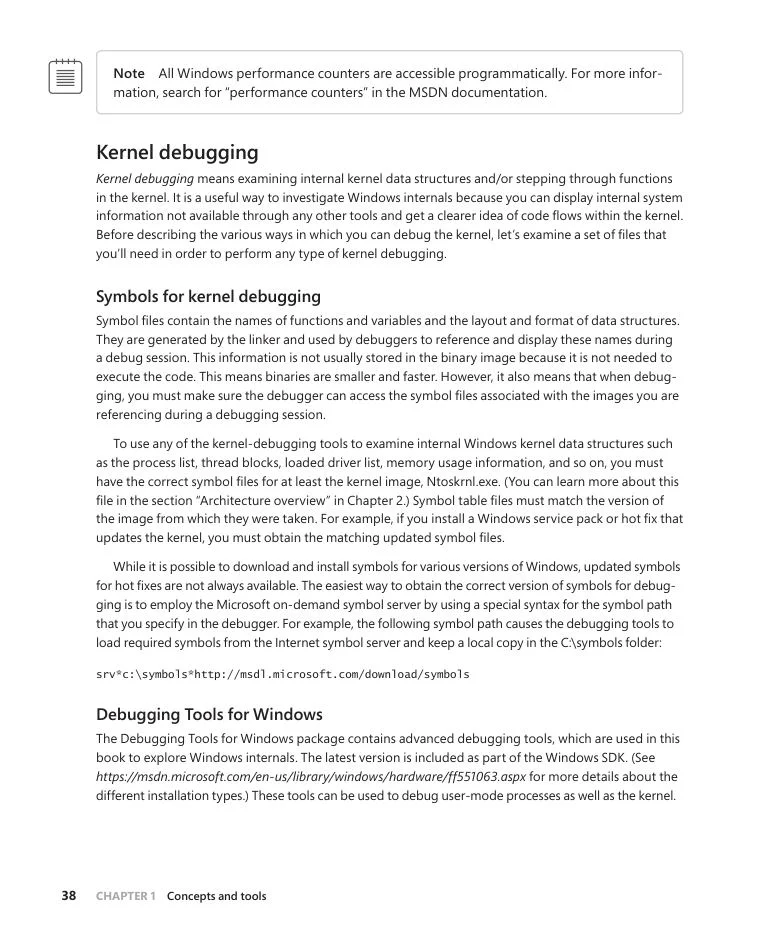 Note All Windows performance counters are accessible programmatically. For more infor-
mation, search for “performance counters” in the MSDN documentation.
Kernel debugging
Kernel debugging means examining internal kernel data structures and/or stepping through functions
in the kernel. It is a useful way to investigate Windows internals because you can display internal system
information not available through any other tools and get a clearer idea of code flows within the kernel.
Before describing the various ways in which you can debug the kernel, let’s examine a set of files that
you’ll need in order to perform any type of kernel debugging.
Symbols for kernel debugging
Symbol files contain the names of functions and variables and the layout and format of data structures.
They are generated by the linker and used by debuggers to reference and display these names during
a debug session. This information is not usually stored in the binary image because it is not needed to
execute the code. This means binaries are smaller and faster. However, it also means that when debug-
ging, you must make sure the debugger can access the symbol files associated with the images you are
referencing during a debugging session.
To use any of the kernel-debugging tools to examine internal Windows kernel data structures such
as the process list, thread blocks, loaded driver list, memory usage information, and so on, you must
have the correct symbol files for at least the kernel image, Ntoskrnl.exe. (You can learn more about this
file in the section “Architecture overview” in Chapter 2.) Symbol table files must match the version of
the image from which they were taken. For example, if you install a Windows service pack or hot fix that
updates the kernel, you must obtain the matching updated symbol files.
While it is possible to download and install symbols for various versions of Windows, updated symbols
for hot fixes are not always available. The easiest way to obtain the correct version of symbols for debug-
ging is to employ the Microsoft on-demand symbol server by using a special syntax for the symbol path
that you specify in the debugger. For example, the following symbol path causes the debugging tools to
load required symbols from the Internet symbol server and keep a local copy in the C:\symbols folder:
srv*c:\symbols*http://msdl.microsoft.com/download/symbols
Debugging Tools for Windows
The Debugging Tools for Windows package contains advanced debugging tools, which are used in this
book to explore Windows internals. The latest version is included as part of the Windows SDK. (See
https://msdn.microsoft.com/en-us/library/windows/hardware/ff551063.aspx for more details about the
different installation types.) These tools can be used to debug user-mode processes as well as the kernel.
38 CHAPTER 1 Concepts and tools